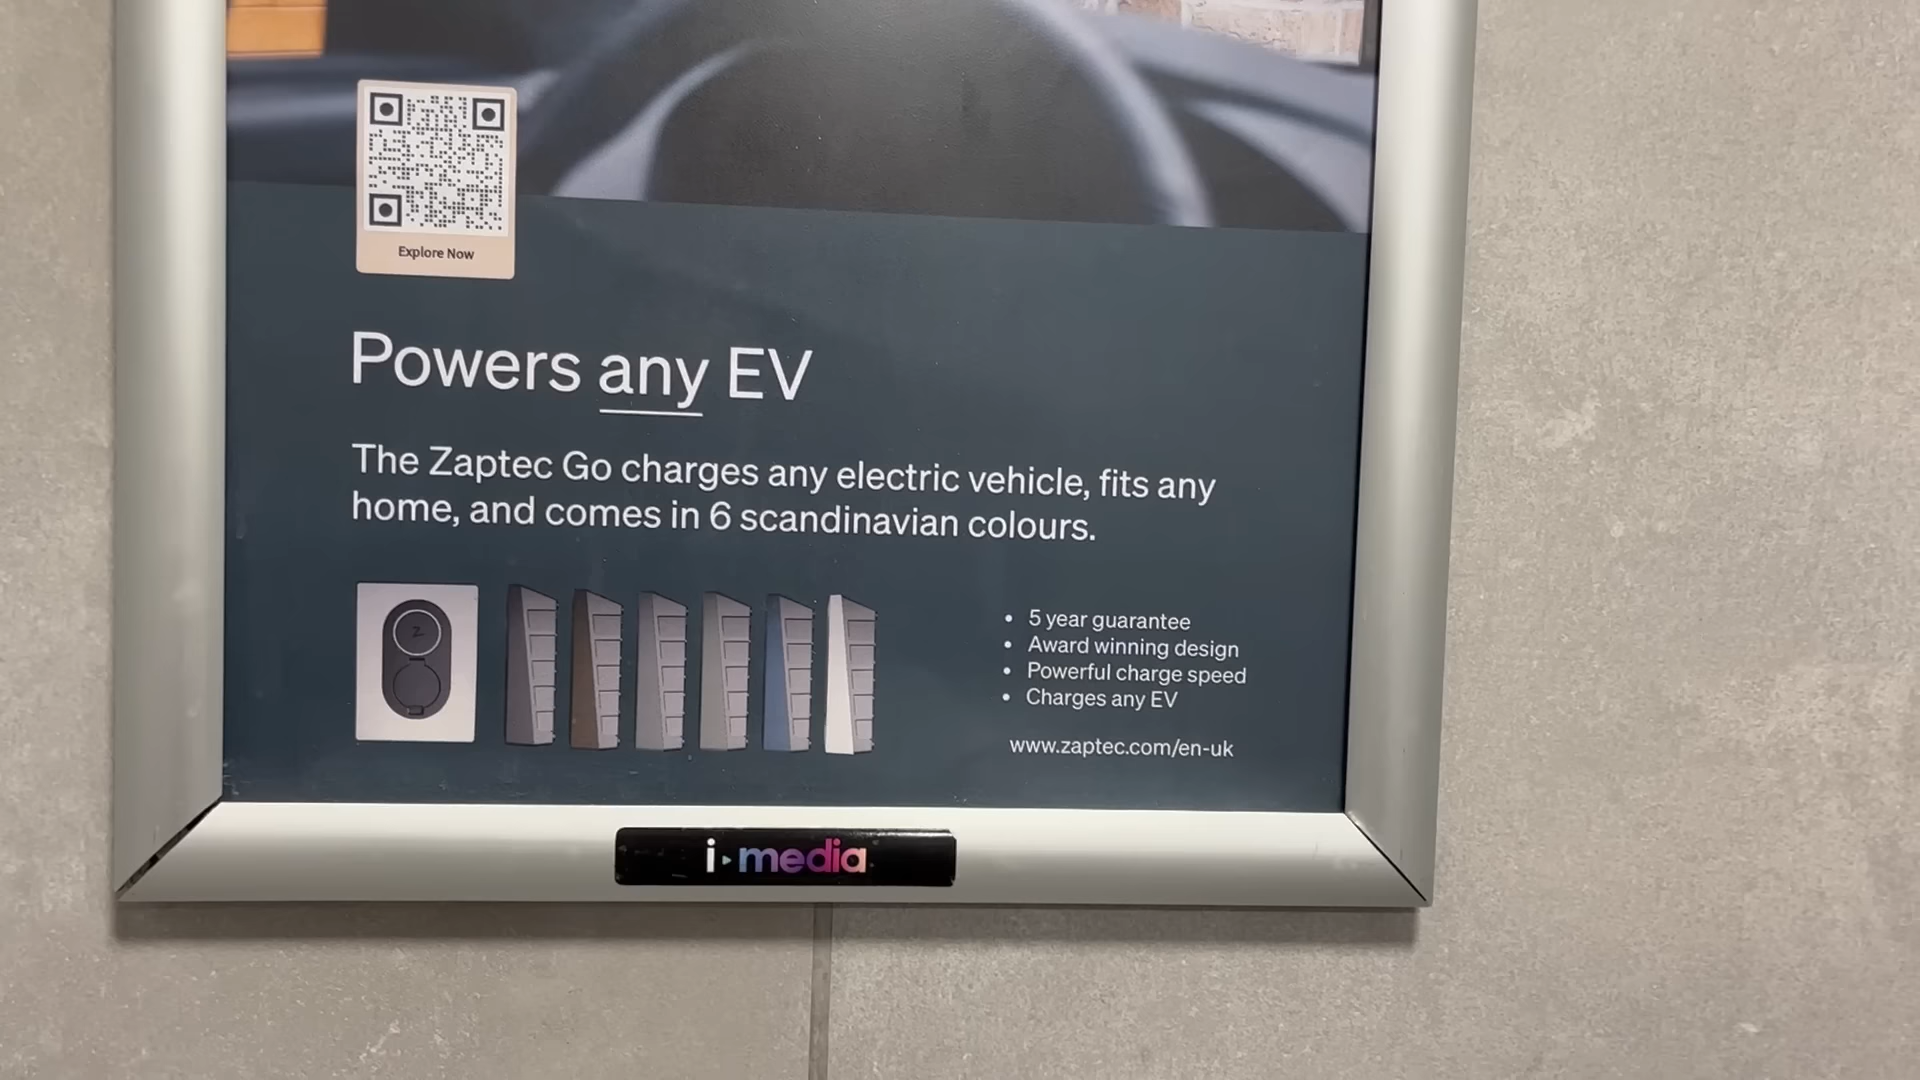 Explore Now
Powers any EV
The Zaptec Go charges any electric vehicle, fits any
home, and comes in 6 scandinavian colours.
• 5 year guarantee
• Award winning design
• Powerful charge speed
• Charges any EV
www.zaptec.com/en-uk
i media